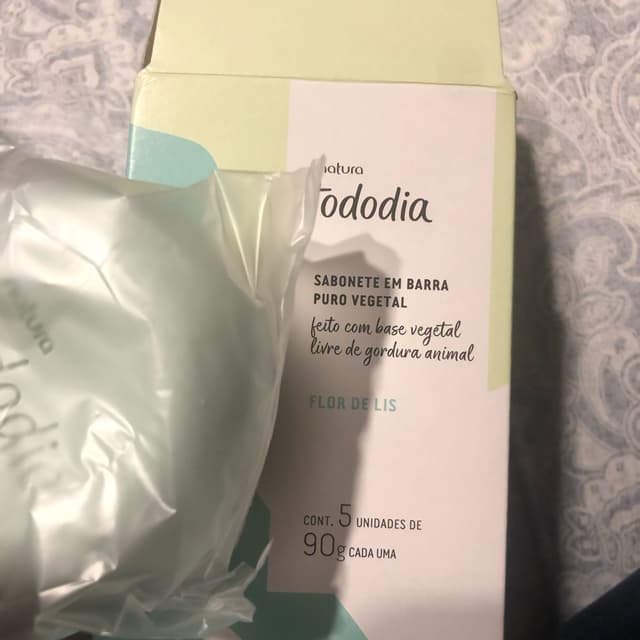 natura
Tododia
SABONETE EM BARRA
PURO VEGETAL
feito com base vegetal
livre de gordura animal
FLOR DE LIS
CONT. 5 UNIDADES DE
90g CADA UMA
natura